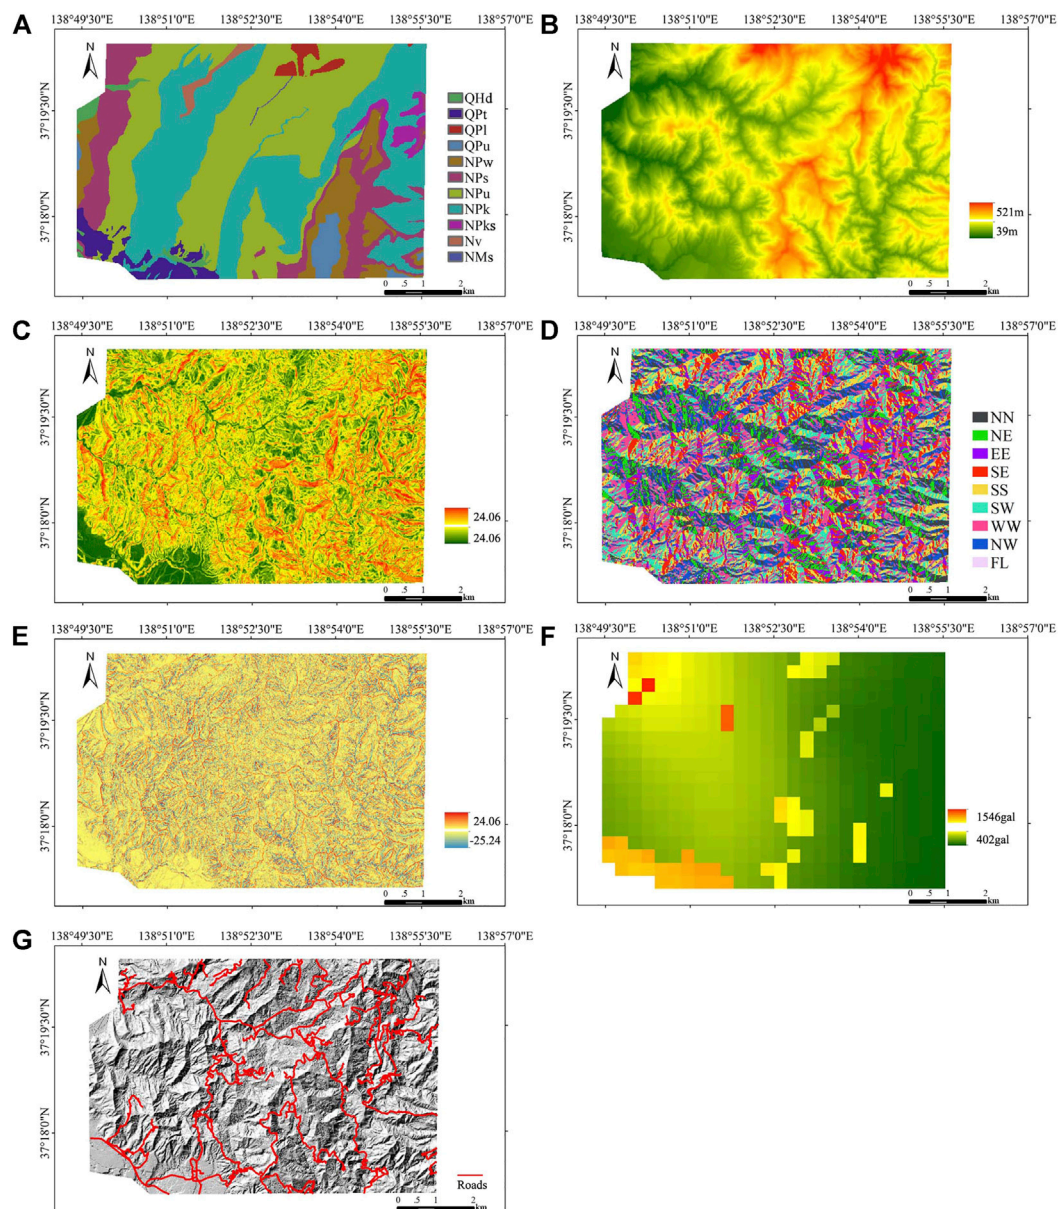 A
138°49'30"E 138°51'0"E 138°52'30"E 138°54'0"E 138°55'30"E 138°57'0"E
N
37°19'30"N
37°18'0"N
QHd
QPt
QPl
QPu
NPw
NPs
NPu
NPk
NPks
Nv
NMs
0 .5 1 2
km
138°49'30"E 138°51'0"E 138°52'30"E 138°54'0"E 138°55'30"E 138°57'0"E
B
138°49'30"E 138°51'0"E 138°52'30"E 138°54'0"E 138°55'30"E 138°57'0"E
N
37°19'30"N
37°18'0"N
521m
39m
0 .5 1 2
km
138°49'30"E 138°51'0"E 138°52'30"E 138°54'0"E 138°55'30"E 138°57'0"E
C
N
37°19'30"N
37°18'0"N
24.06
24.06
0 .5 1 2
km
138°49'30"E 138°51'0"E 138°52'30"E 138°54'0"E 138°55'30"E 138°57'0"E
D
N
37°19'30"N
37°18'0"N
NN
NE
EE
SE
SS
SW
WW
NW
FL
0 .5 1 2
km
138°49'30"E 138°51'0"E 138°52'30"E 138°54'0"E 138°55'30"E 138°57'0"E
E
N
37°19'30"N
37°18'0"N
24.06
-25.24
0 .5 1 2
km
138°49'30"E 138°51'0"E 138°52'30"E 138°54'0"E 138°55'30"E 138°57'0"E
F
N
37°19'30"N
37°18'0"N
1546gal
402gal
0 .5 1 2
km
G
N
37°19'30"N
37°18'0"N
Roads
0 .5 1 2
km